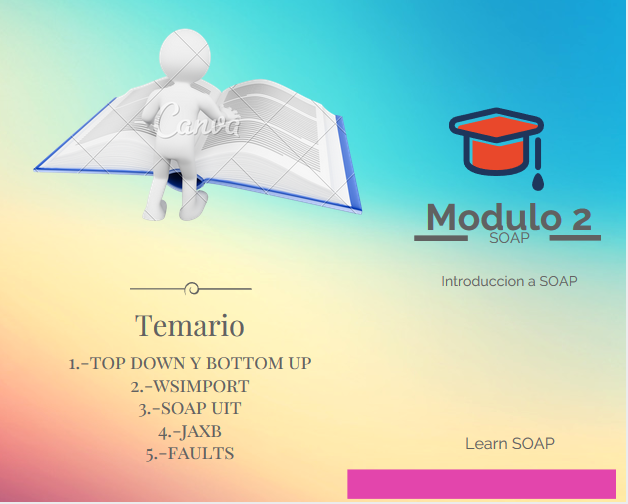 Canva
Temario
1.-TOP DOWN Y BOTTOM UP
2.-WSIMPORT
3.-SOAP UIT
4.-JAXB
5.-FAULTS
Modulo 2
SOAP
Introduccion a SOAP
Learn SOAP